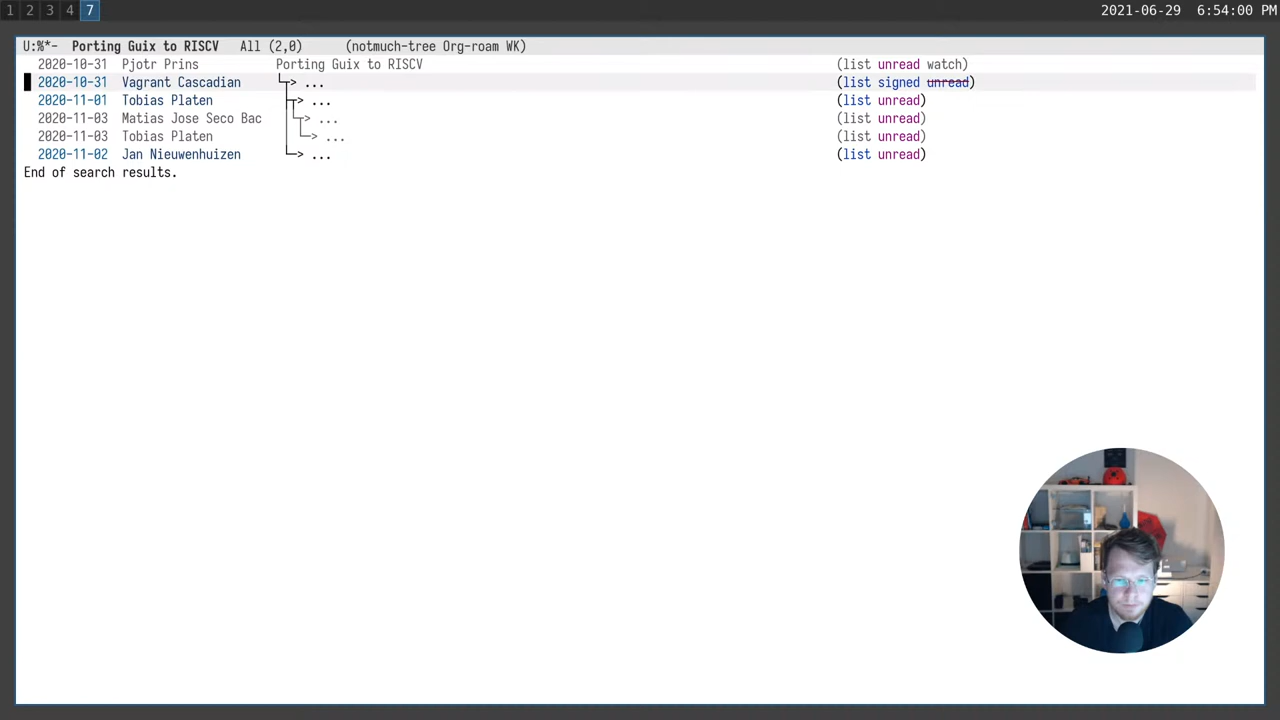 1 2 3 4 7 2021-06-29 6:54:00 PM
U:%*- Porting Guix to RISCV All (2,0) (notmuch-tree Org-roam WK)
2020-10-31 Pjotr Prins Porting Guix to RISCV (list unread watch)
2020-10-31 Vagrant Cascadian ┬> ... (list signed unread)
2020-11-01 Tobias Platen ┬> ... (list unread)
2020-11-03 Matias Jose Seco Bac ┬> ... (list unread)
2020-11-03 Tobias Platen └─> ... (list unread)
2020-11-02 Jan Nieuwenhuizen └─> ... (list unread)
End of search results.